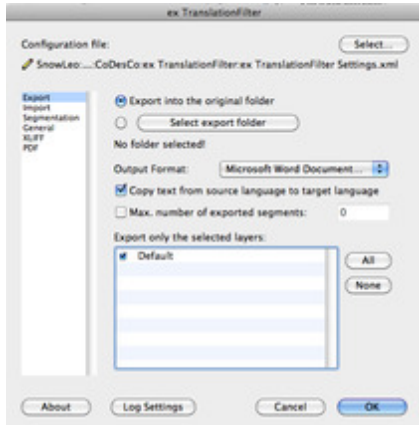 ex TranslationFilter
Configuration file:
Select...
SnowLeo:...:CoDesCo:ex TranslationFilter:ex TranslationFilter Settings.xml
Export
Import
Segmentation
General
XLIFF
PDF
Export into the original folder
Select export folder
No folder selected!
Output Format: Microsoft Word Document...
Copy text from source language to target language
Max. number of exported segments: 0
Export only the selected layers:
Default
All
None
About Log Settings Cancel OK